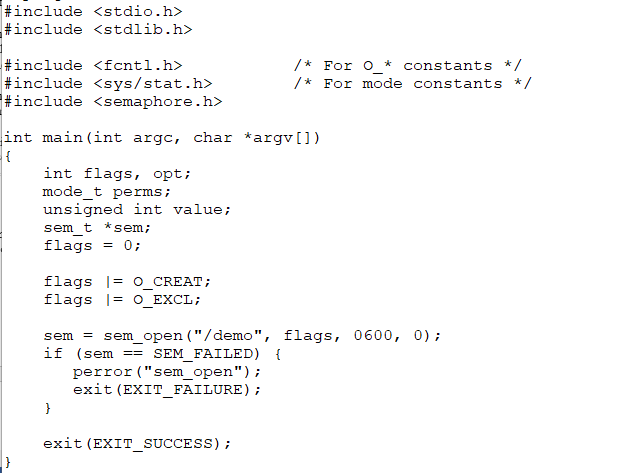 #include <stdio.h>
#include <stdlib.h>

#include <fcntl.h>           /* For O_* constants */
#include <sys/stat.h>        /* For mode constants */
#include <semaphore.h>

int main(int argc, char *argv[])
{
    int flags, opt;
    mode_t perms;
    unsigned int value;
    sem_t *sem;
    flags = 0;

    flags |= O_CREAT;
    flags |= O_EXCL;

    sem = sem_open("/demo", flags, 0600, 0);
    if (sem == SEM_FAILED) {
       perror("sem_open");
       exit(EXIT_FAILURE);
    }

    exit(EXIT_SUCCESS);
}